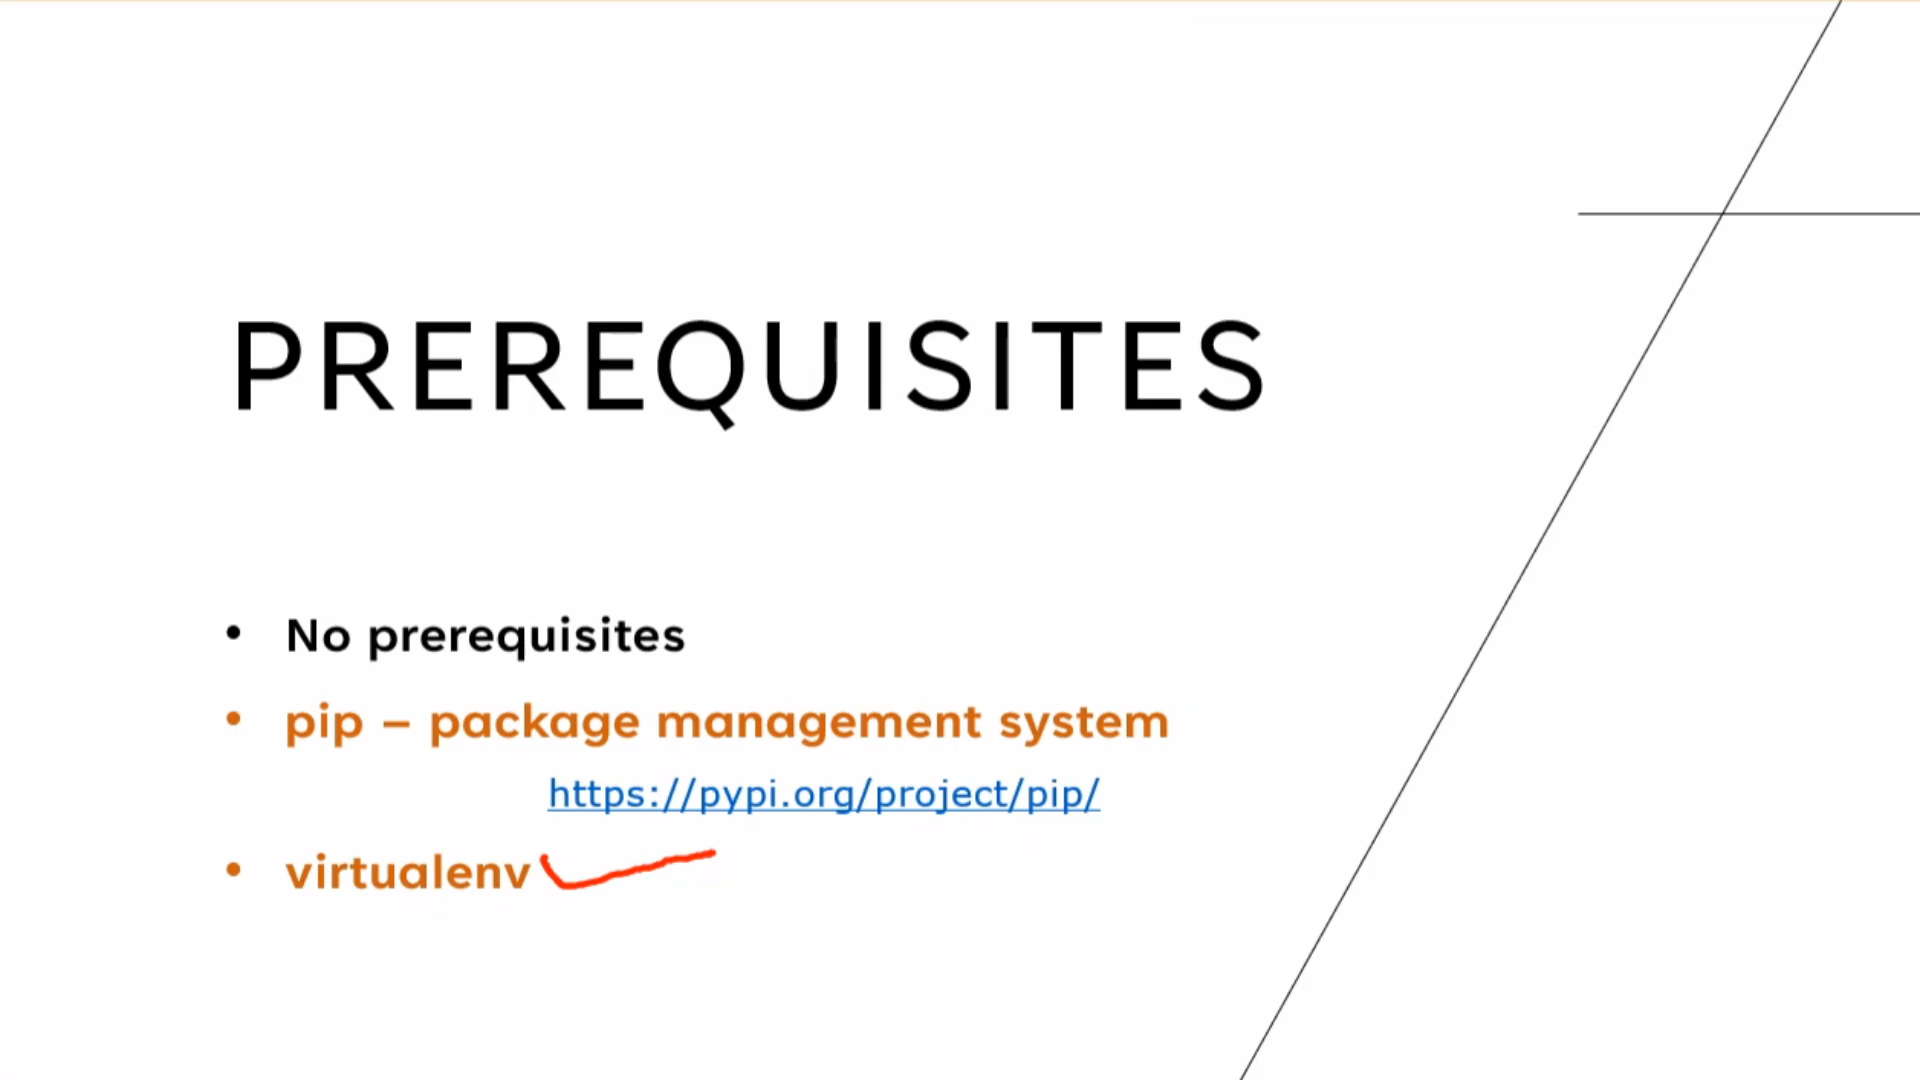 PREREQUISITES
• No prerequisites
• pip – package management system
https://pypi.org/project/pip/
• virtualenv